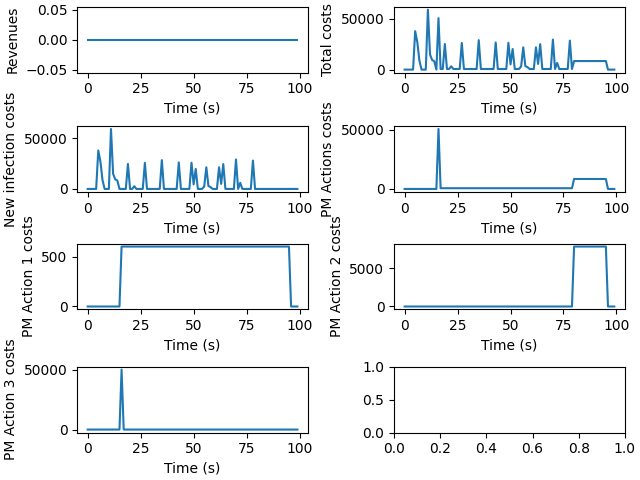 Revenues
0.05
0.00
−0.05
0 25 50 75 100
Time (s)
Total costs
50000
0
0 25 50 75 100
Time (s)
New infection costs
50000
0
0 25 50 75 100
Time (s)
PM Actions costs
50000
0
0 25 50 75 100
Time (s)
PM Action 1 costs
500
0
0 25 50 75 100
Time (s)
PM Action 2 costs
5000
0
0 25 50 75 100
Time (s)
PM Action 3 costs
50000
0
0 25 50 75 100
Time (s)
1.0
0.5
0.0
0.0 0.2 0.4 0.6 0.8 1.0